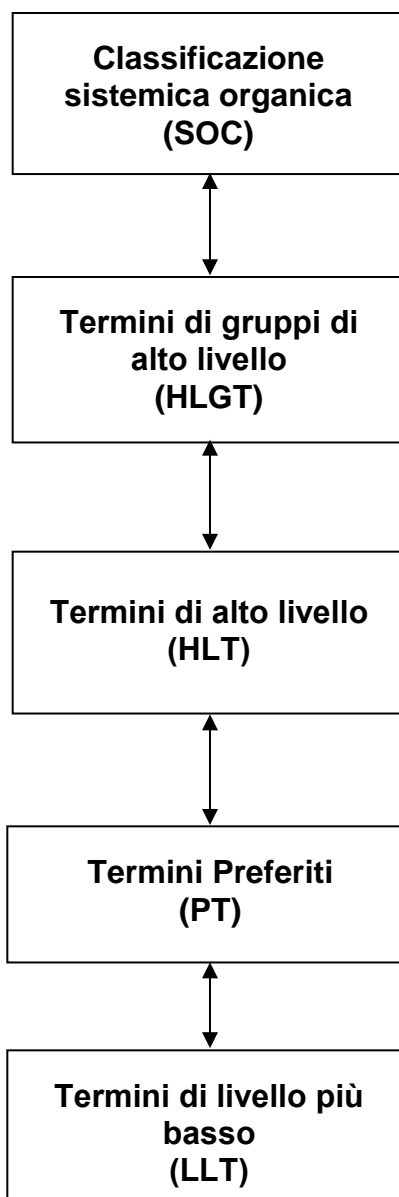 Classificazione
sistemica organica
(SOC)
Termini di gruppi di
alto livello
(HLGT)
Termini di alto livello
(HLT)
Termini Preferiti
(PT)
Termini di livello più
basso
(LLT)